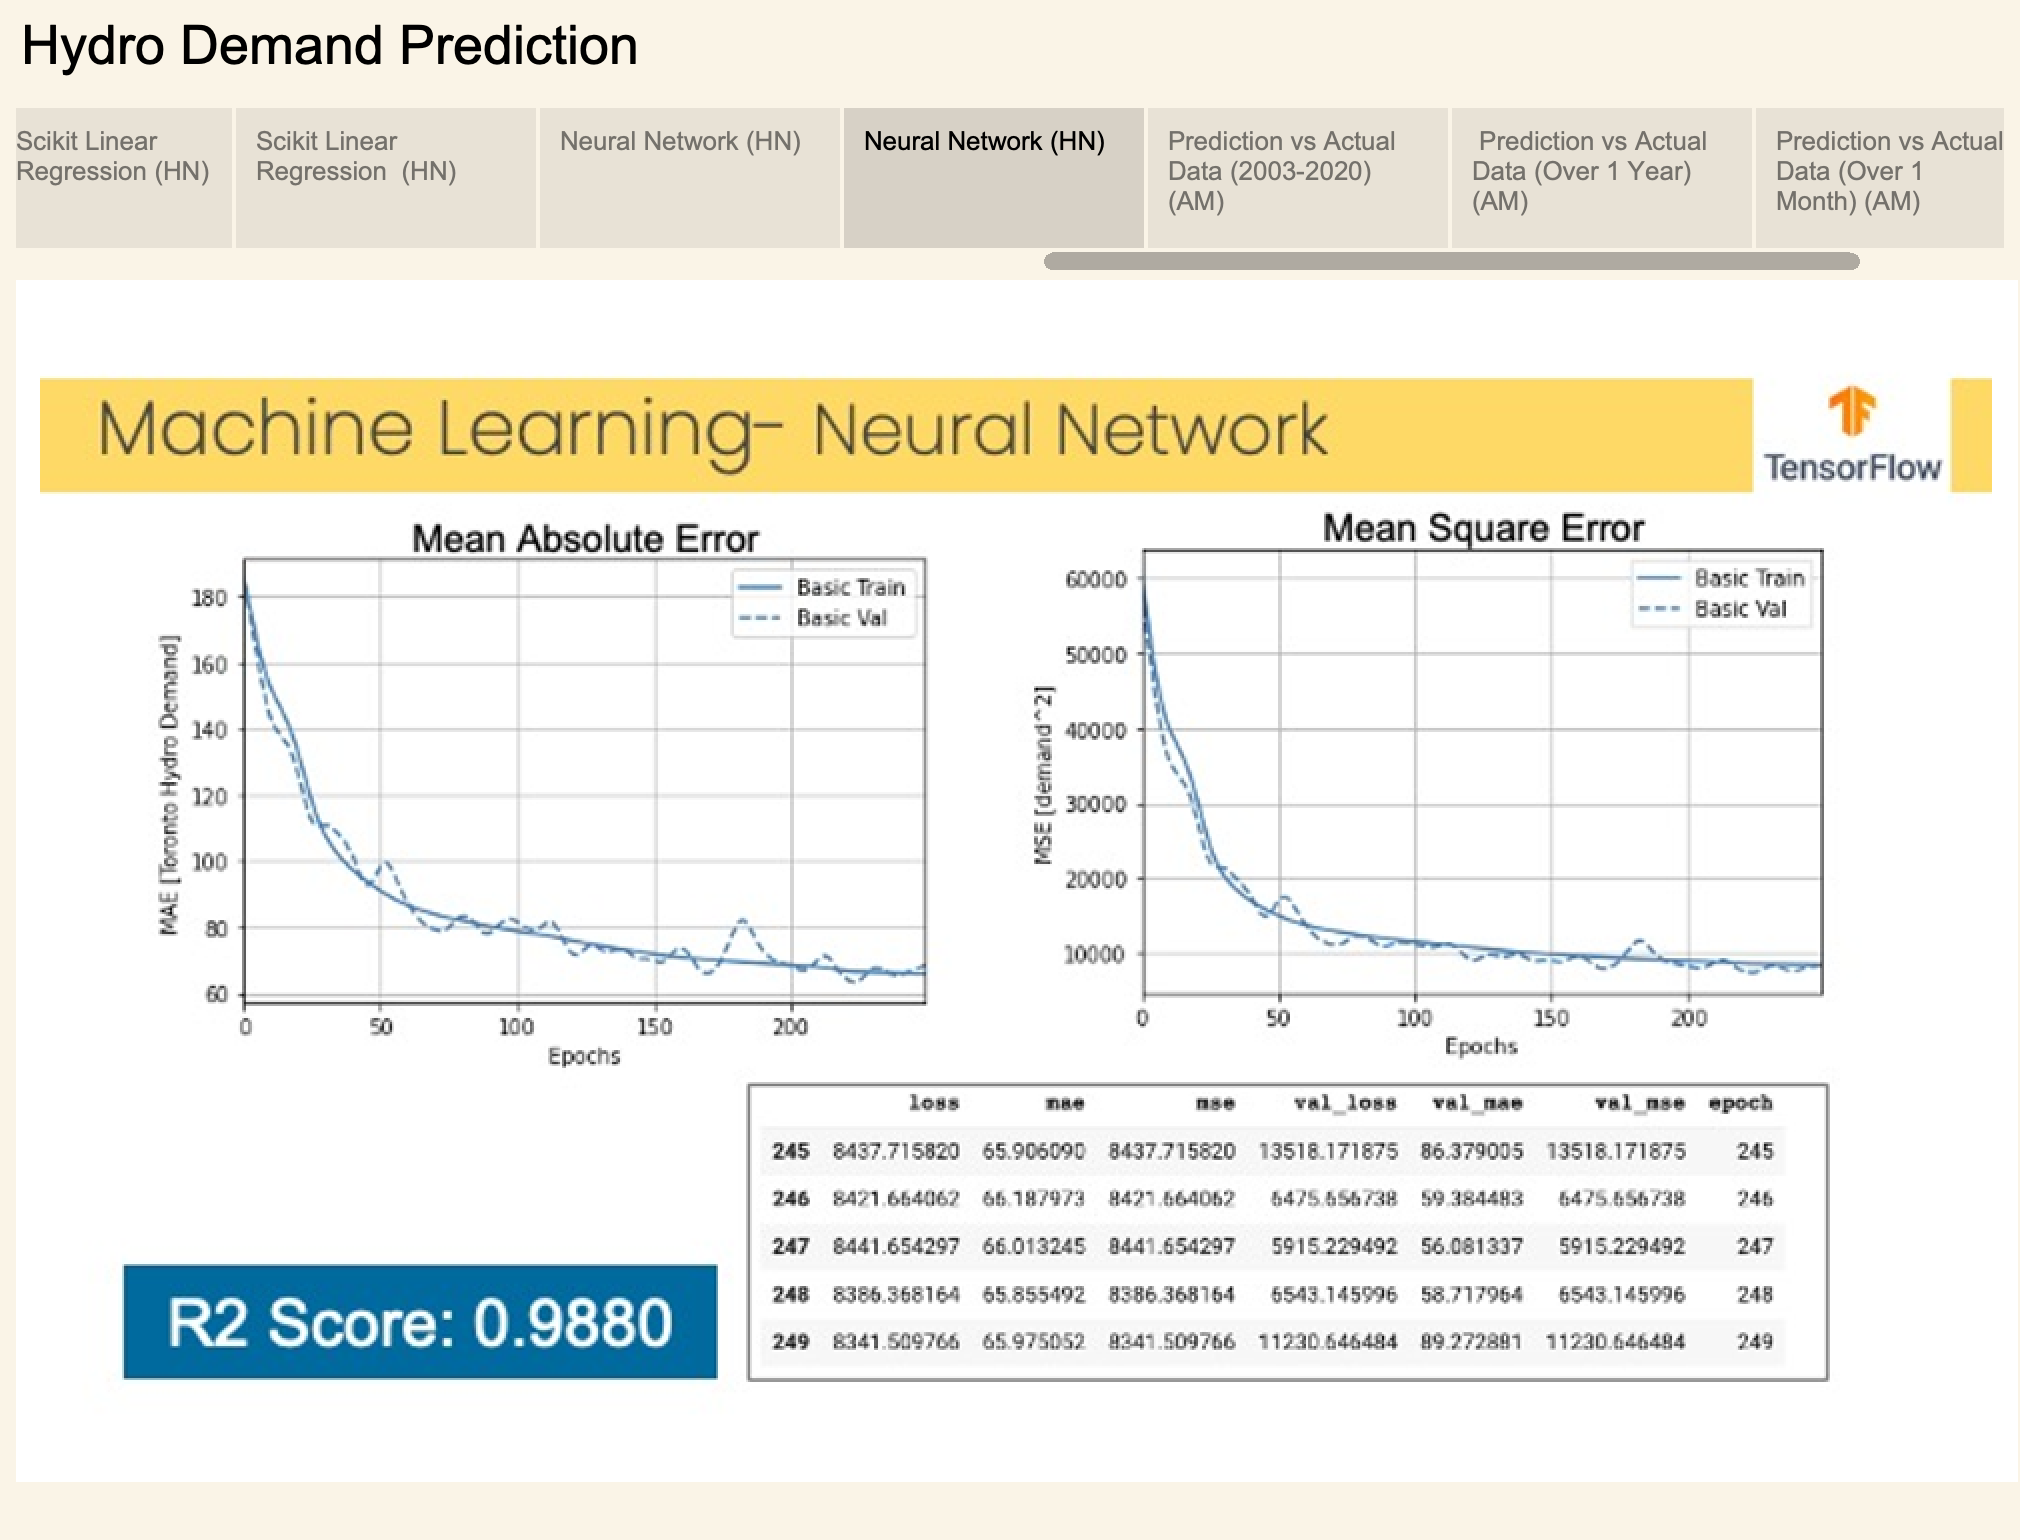 Hydro Demand Prediction
Scikit Linear
Regression (HN)
Scikit Linear
Regression  (HN)
Neural Network (HN)
Neural Network (HN)
Prediction vs Actual
Data (2003-2020)
(AM)
Prediction vs Actual
Data (Over 1 Year)
(AM)
Prediction vs Actual
Data (Over 1
Month) (AM)
Machine Learning- Neural Network
TensorFlow
Mean Absolute Error
MAE [Toronto Hydro Demand]
180
160
140
120
100
80
60
Basic Train
Basic Val
0 50 100 150 200
Epochs
Mean Square Error
MSE [demand^2]
60000
50000
40000
30000
20000
10000
Basic Train
Basic Val
0 50 100 150 200
Epochs
loss mae mse val_loss val_mae val_mse epoch
245 8437.715820 65.906090 8437.715820 13518.171875 86.379005 13518.171875 245
246 8421.664062 66.187973 8421.664062 6475.656738 59.384483 6475.656738 246
247 8441.654297 66.013245 8441.654297 5915.229492 56.081337 5915.229492 247
248 8386.368164 65.855492 8386.368164 6543.145996 58.717964 6543.145996 248
249 8341.509766 65.975052 8341.509766 11230.646484 89.272881 11230.646484 249
R2 Score: 0.9880